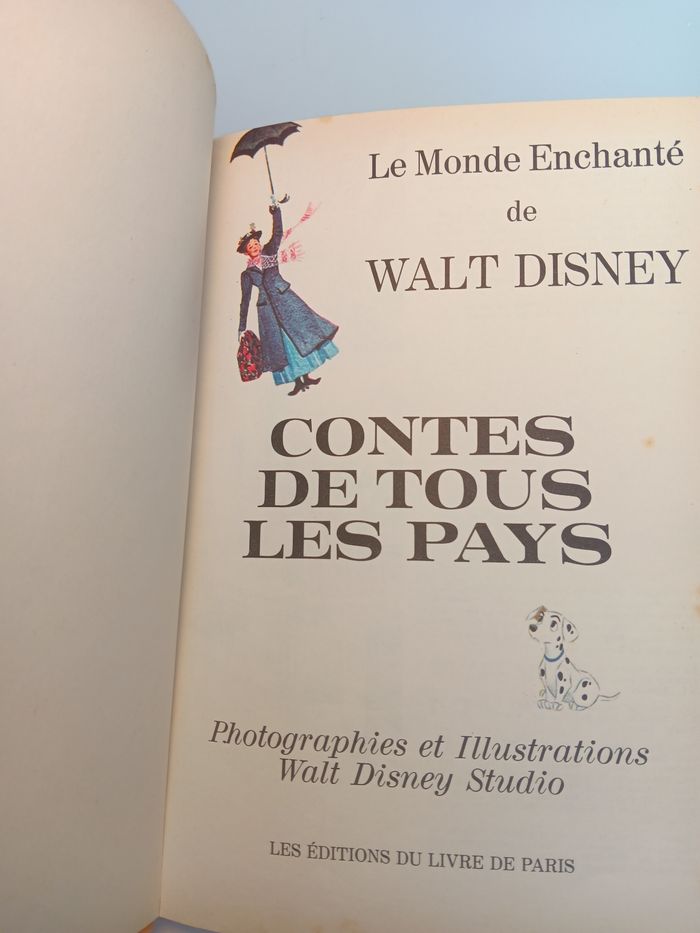 Le Monde Enchanté
de
WALT DISNEY
CONTES
DE TOUS
LES PAYS
Photographies et Illustrations
Walt Disney Studio
LES ÉDITIONS DU LIVRE DE PARIS